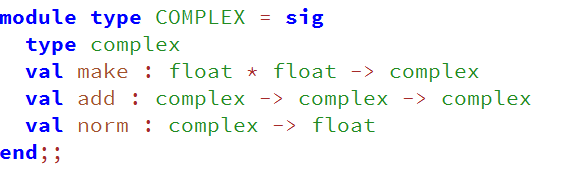 module type COMPLEX = sig
  type complex
  val make : float * float -> complex
  val add : complex -> complex -> complex
  val norm : complex -> float
end;;